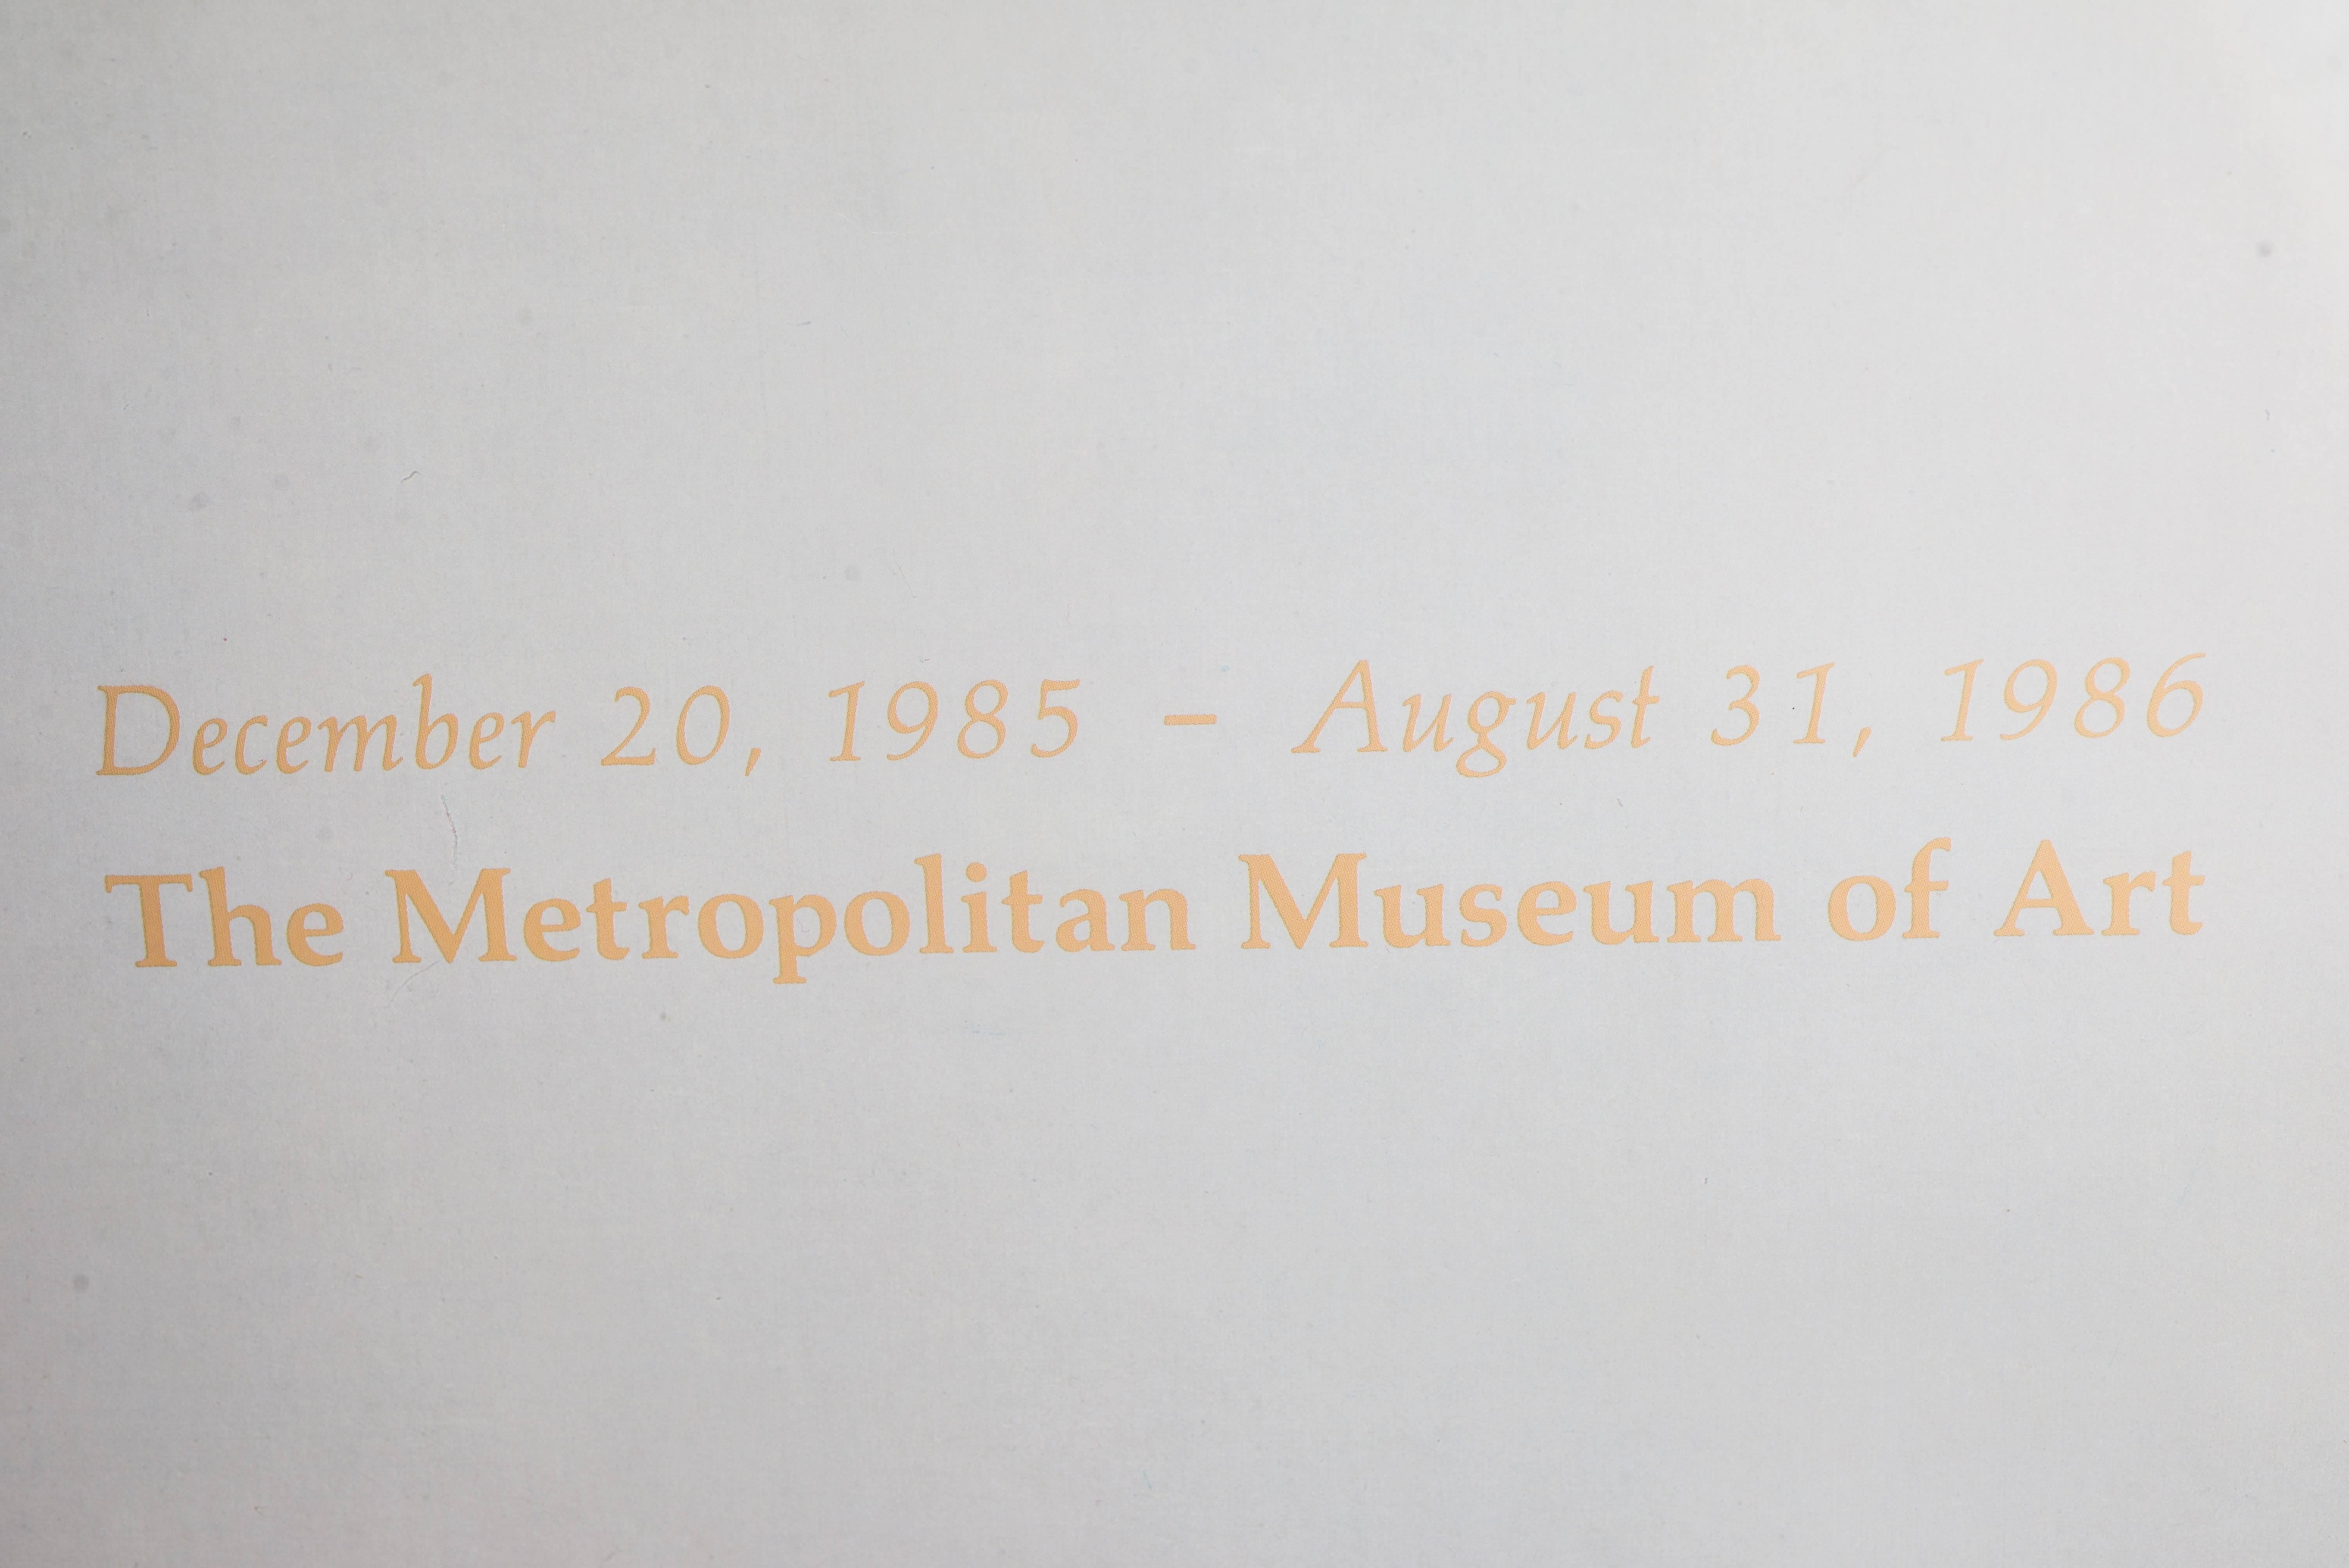 December 20, 1985 – August 31, 1986
The Metropolitan Museum of Art